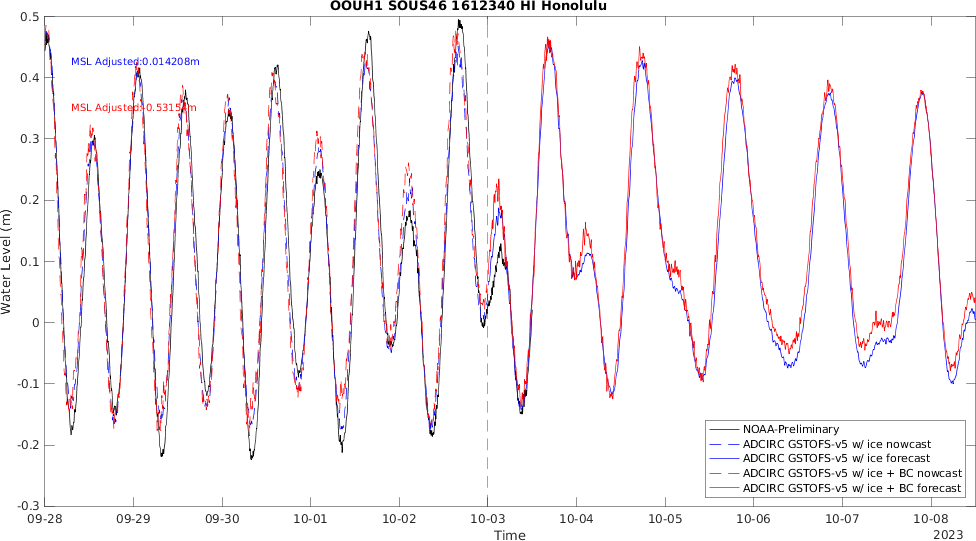 OOUH1 SOUS46 1612340 HI Honolulu
0.5
0.4
0.3
0.2
0.1
0
-0.1
-0.2
-0.3
Water Level (m)
MSL Adjusted:0.014208m
NOAA-Preliminary
ADCIRC GSTOFS-v5 w/ ice nowcast
ADCIRC GSTOFS-v5 w/ ice forecast
ADCIRC GSTOFS-v5 w/ ice + BC nowcast
ADCIRC GSTOFS-v5 w/ ice + BC forecast
09-28 09-29 09-30 10-01 10-02 10-03 10-04 10-05 10-06 10-07 10-08
Time
2023